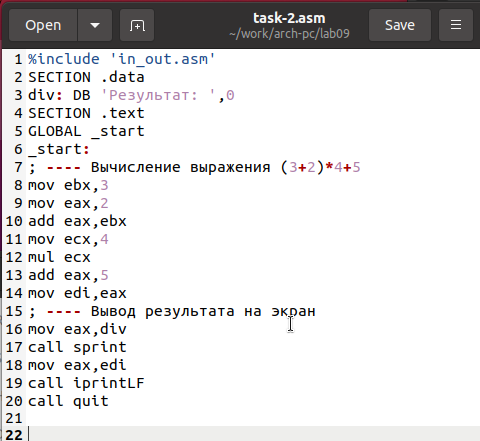 Open
task-2.asm
~/work/arch-pc/lab09
Save
1 %include 'in_out.asm'
2 SECTION .data
3 div: DB 'Результат: ',0
4 SECTION .text
5 GLOBAL _start
6 _start:
7 ; ---- Вычисление выражения (3+2)*4+5
8 mov ebx,3
9 mov eax,2
10 add eax,ebx
11 mov ecx,4
12 mul ecx
13 add eax,5
14 mov edi,eax
15 ; ---- Вывод результата на экран
16 mov eax,div
17 call sprint
18 mov eax,edi
19 call iprintLF
20 call quit
21
22